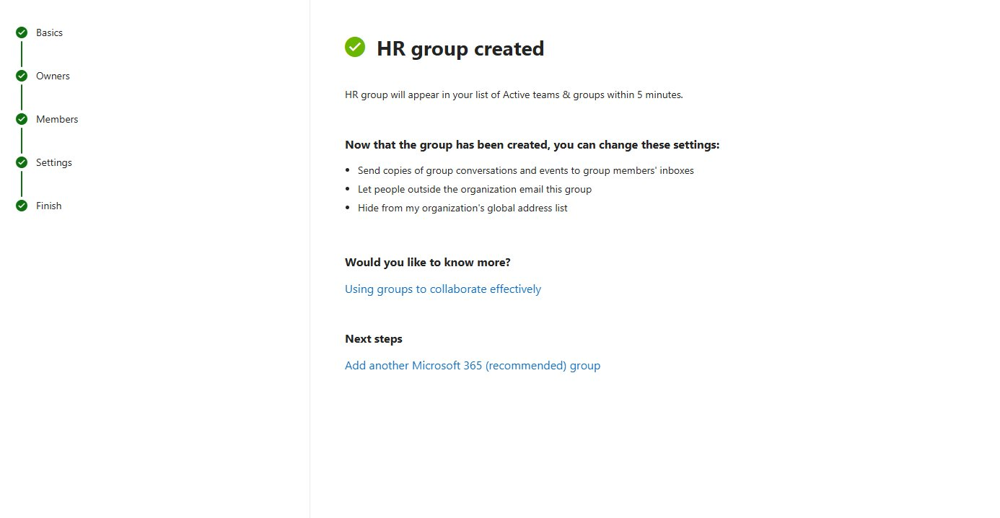 Basics
Owners
Members
Settings
Finish
HR group created
HR group will appear in your list of Active teams & groups within 5 minutes.
Now that the group has been created, you can change these settings:
• Send copies of group conversations and events to group members' inboxes
• Let people outside the organization email this group
• Hide from my organization's global address list
Would you like to know more?
Using groups to collaborate effectively
Next steps
Add another Microsoft 365 (recommended) group